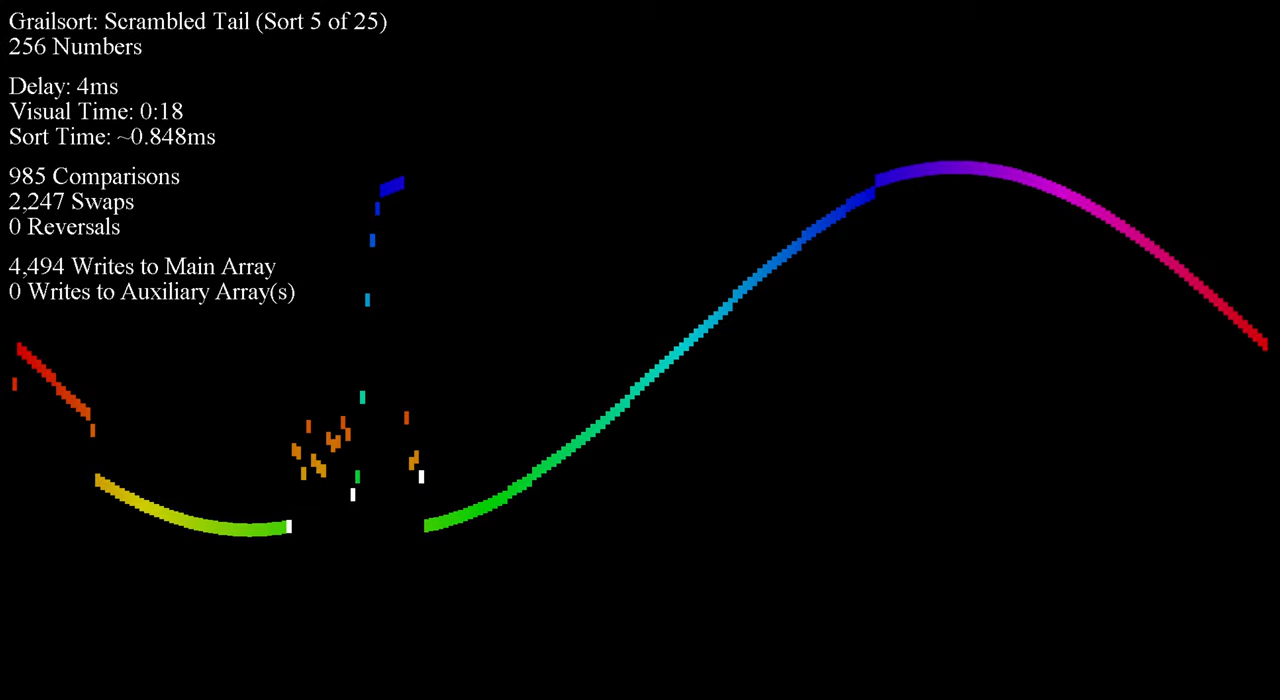 Grailsort: Scrambled Tail (Sort 5 of 25)
256 Numbers
Delay: 4ms
Visual Time: 0:18
Sort Time: ~0.848ms
985 Comparisons
2,247 Swaps
0 Reversals
4,494 Writes to Main Array
0 Writes to Auxiliary Array(s)